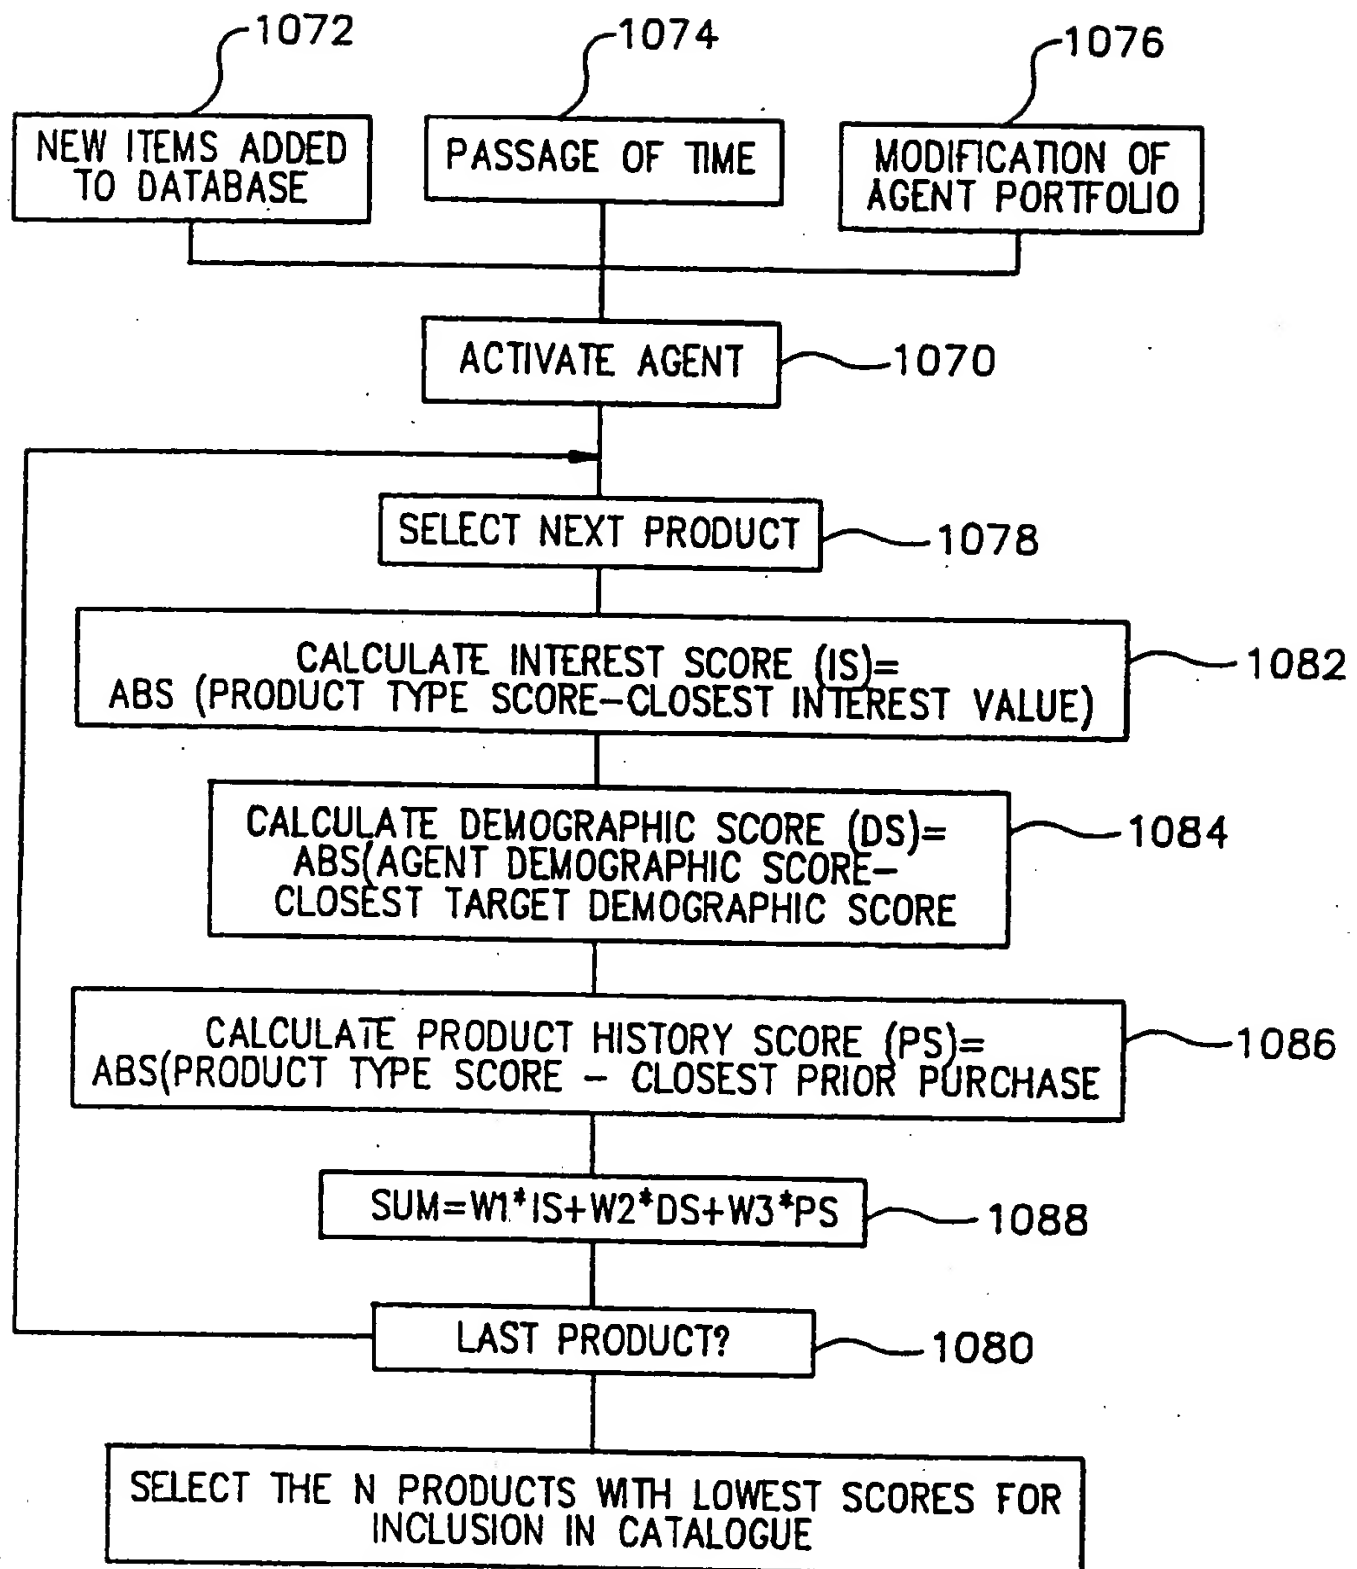 1072
1074
1076
NEW ITEMS ADDED
TO DATABASE
PASSAGE OF TIME
MODIFICATION OF
AGENT PORTFOLIO
ACTIVATE AGENT
1070
SELECT NEXT PRODUCT
1078
CALCULATE INTEREST SCORE (IS)=
ABS (PRODUCT TYPE SCORE-CLOSEST INTEREST VALUE)
1082
CALCULATE DEMOGRAPHIC SCORE (DS)=
ABS(AGENT DEMOGRAPHIC SCORE-
CLOSEST TARGET DEMOGRAPHIC SCORE
1084
CALCULATE PRODUCT HISTORY SCORE (PS)=
ABS(PRODUCT TYPE SCORE - CLOSEST PRIOR PURCHASE
1086
SUM=W1*IS+W2*DS+W3*PS
1088
LAST PRODUCT?
1080
SELECT THE N PRODUCTS WITH LOWEST SCORES FOR
INCLUSION IN CATALOGUE